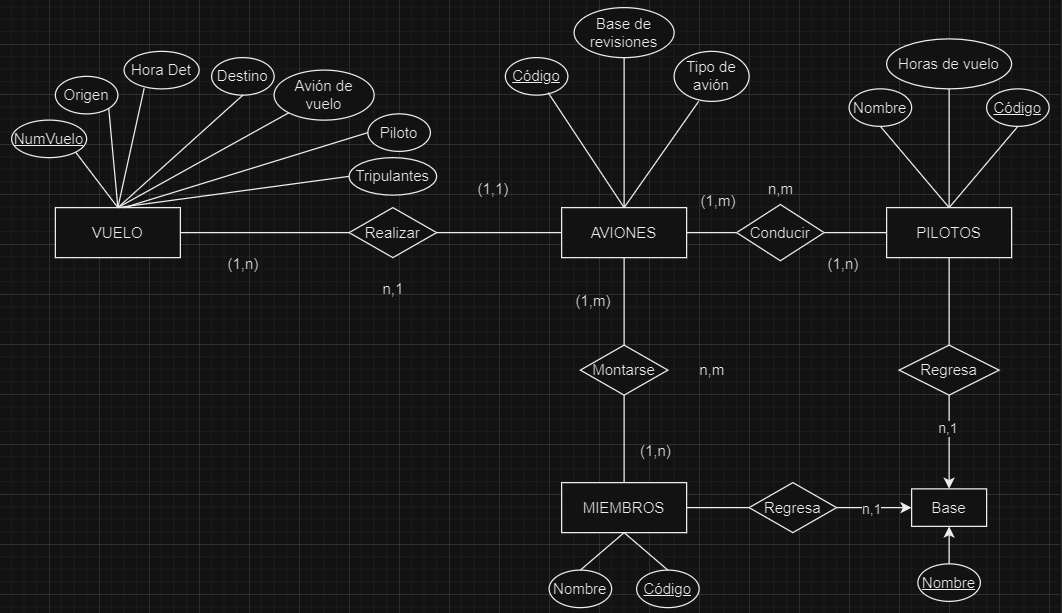 Base de
revisiones
Horas de vuelo
Hora Det
Destino
Código
Tipo de
avión
Origen
Avión de
vuelo
Nombre
Código
NumVuelo
Piloto
Tripulantes
(1,1)
n,m
(1,m)
VUELO
Realizar
AVIONES
Conducir
PILOTOS
(1,n)
(1,n)
n,1
(1,m)
Montarse
n,m
Regresa
n,1
(1,n)
MIEMBROS
Regresa
n,1
Base
Nombre
Código
Nombre